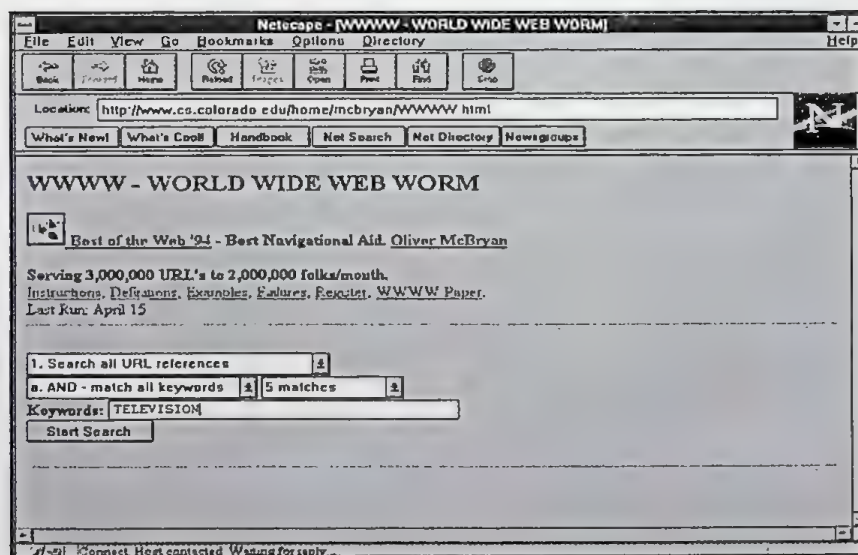 Netscape - [WWWW - WORLD WIDE WEB WORM]
File Edit View Go Bookmarks Options Directory Help
Back Forward Home Reload Images Open Print Find Stop
Location: http://www.cs.colorado.edu/home/mcbryan/WWWW.html
What's New! What's Cool! Handbook Net Search Net Directory Newsgroups
N
WWWW - WORLD WIDE WEB WORM
Best of the Web '94 - Best Navigational Aid. Oliver McBryan
Serving 3,000,000 URL's to 2,000,000 folks/month.
Instructions, Definitions, Examples, Failures, Register, WWWW Paper.
Last Run: April 15
1. Search all URL references
a. AND - match all keywords 5 matches
Keywords: TELEVISION
Start Search
Connect: Host contacted. Waiting for reply...